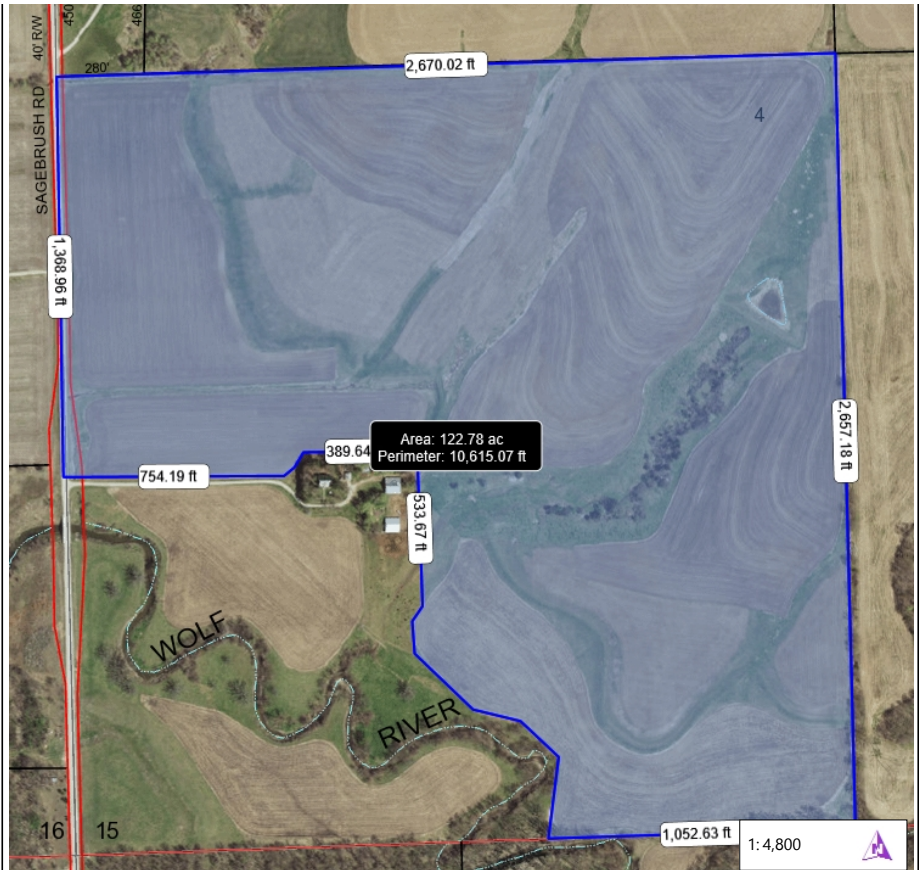 40' R/W
450
466
280'
2,670.02 ft
4
SAGEBRUSH RD
1,368.96 ft
2,657.18 ft
Area: 122.78 ac
Perimeter: 10,615.07 ft
389.64
754.19 ft
533.67 ft
WOLF
RIVER
16
15
1,052.63 ft
1: 4,800